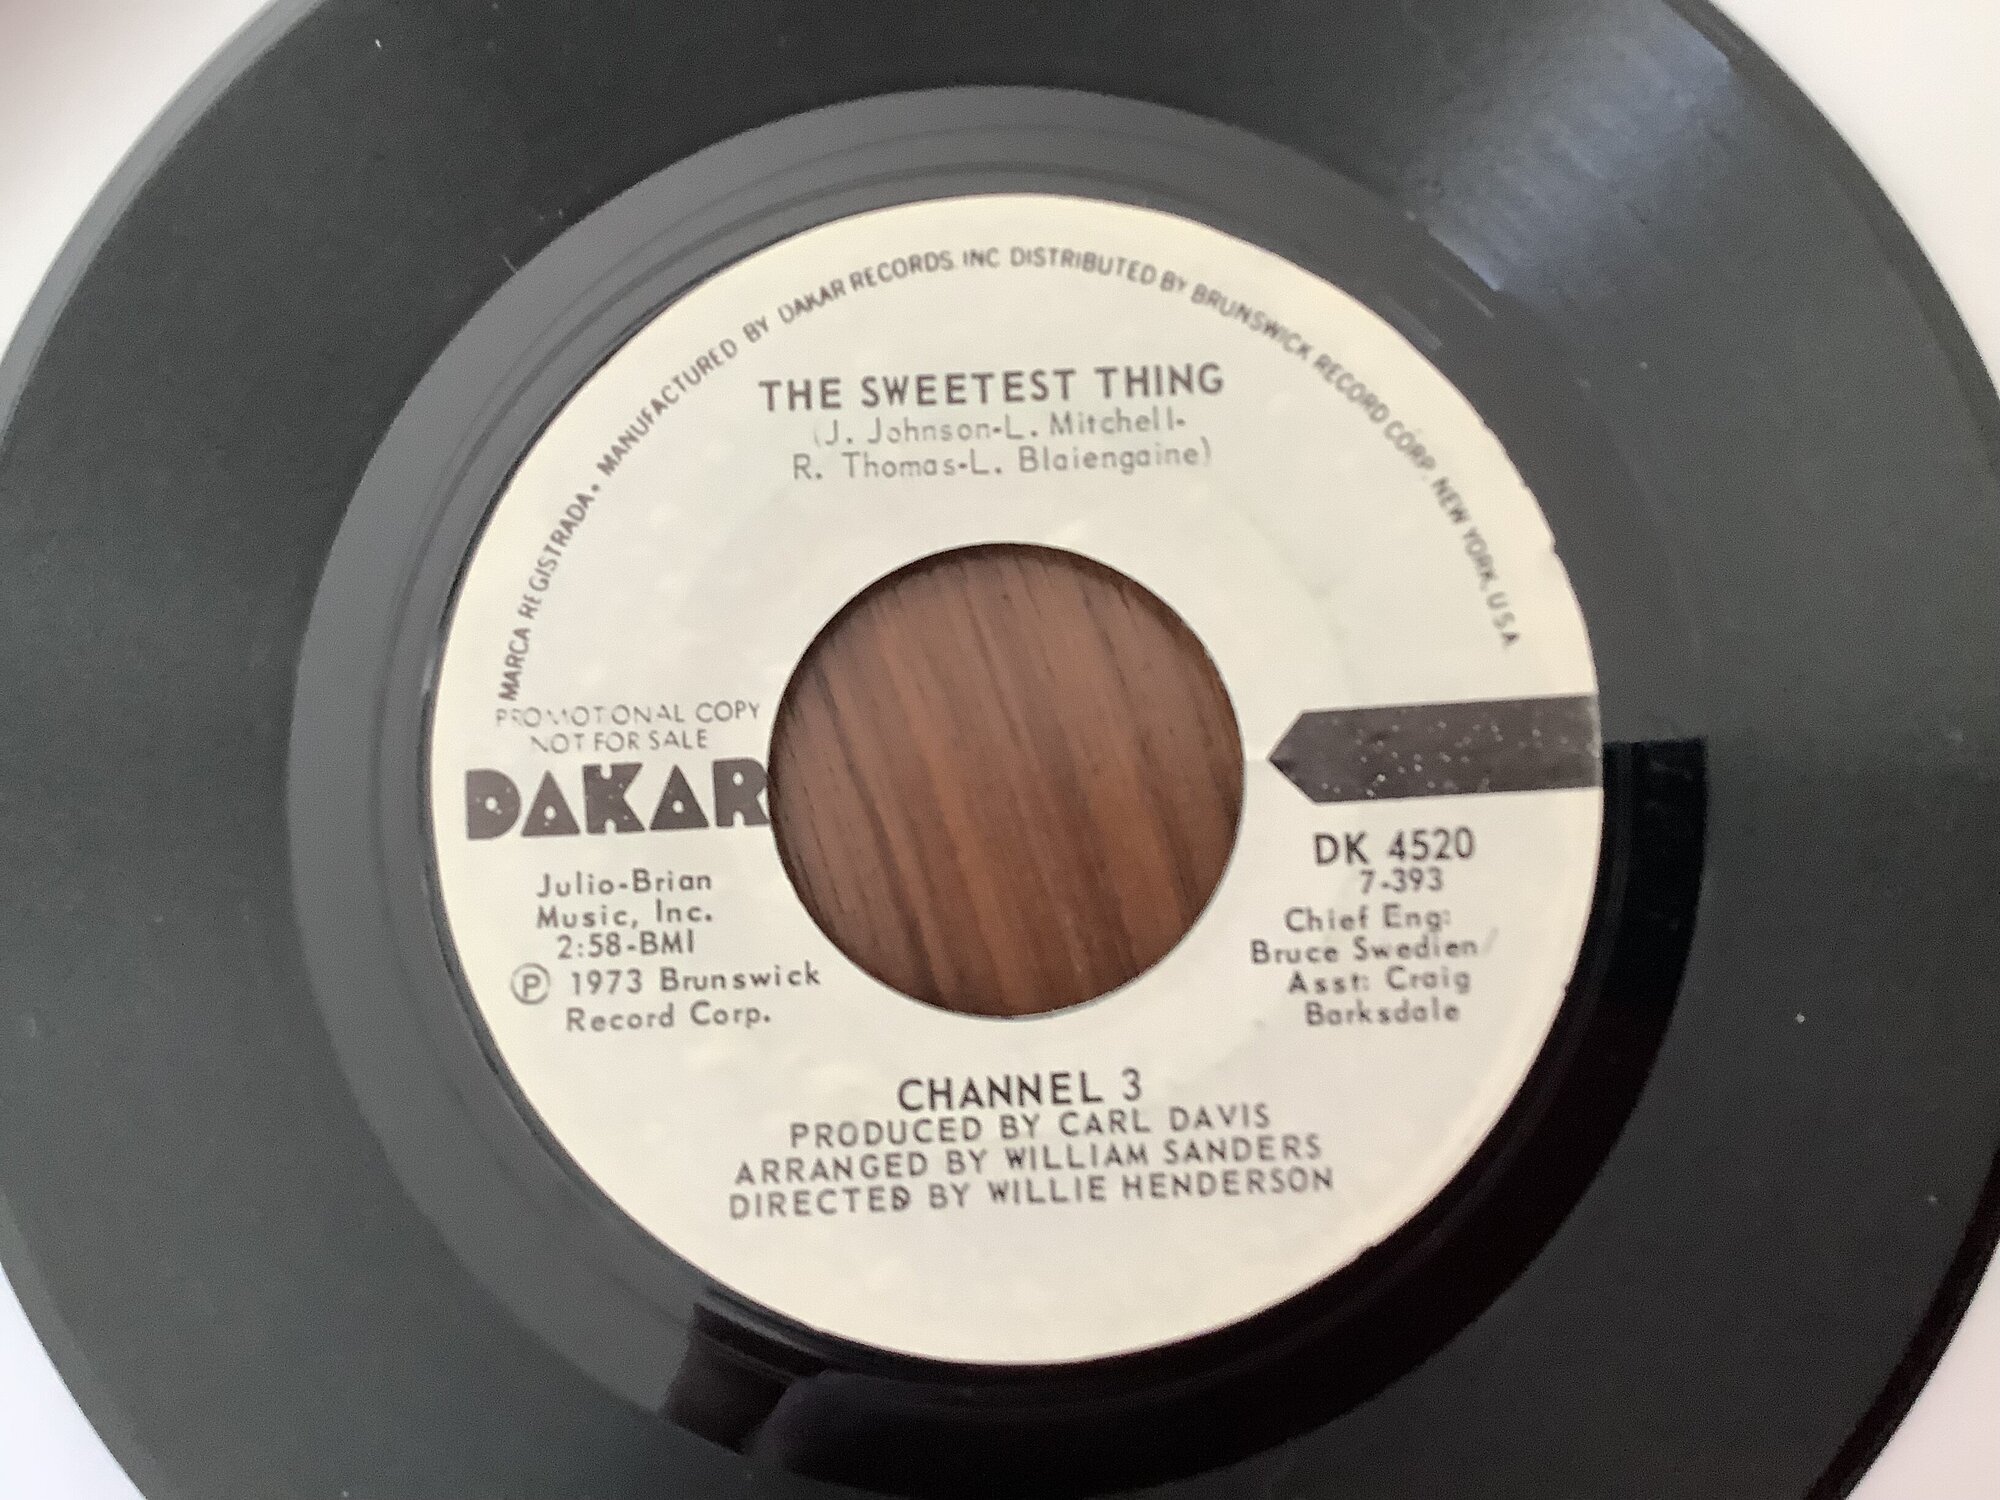 MARCA REGISTRADA. MANUFACTURED BY DAKAR RECORDS INC DISTRIBUTED BY BRUNSWICK RECORD CORP. NEW YORK, U.S.A
THE SWEETEST THING
(J. Johnson-L. Mitchell-
R. Thomas-L. Blaiengaine)
PROMOTIONAL COPY
NOT FOR SALE
DAKAR
Julio-Brian
Music, Inc.
2:58-BMI
Ⓟ 1973 Brunswick
Record Corp.
DK 4520
7-393
Chief Eng:
Bruce Swedien/
Asst: Craig
Barksdale
CHANNEL 3
PRODUCED BY CARL DAVIS
ARRANGED BY WILLIAM SANDERS
DIRECTED BY WILLIE HENDERSON